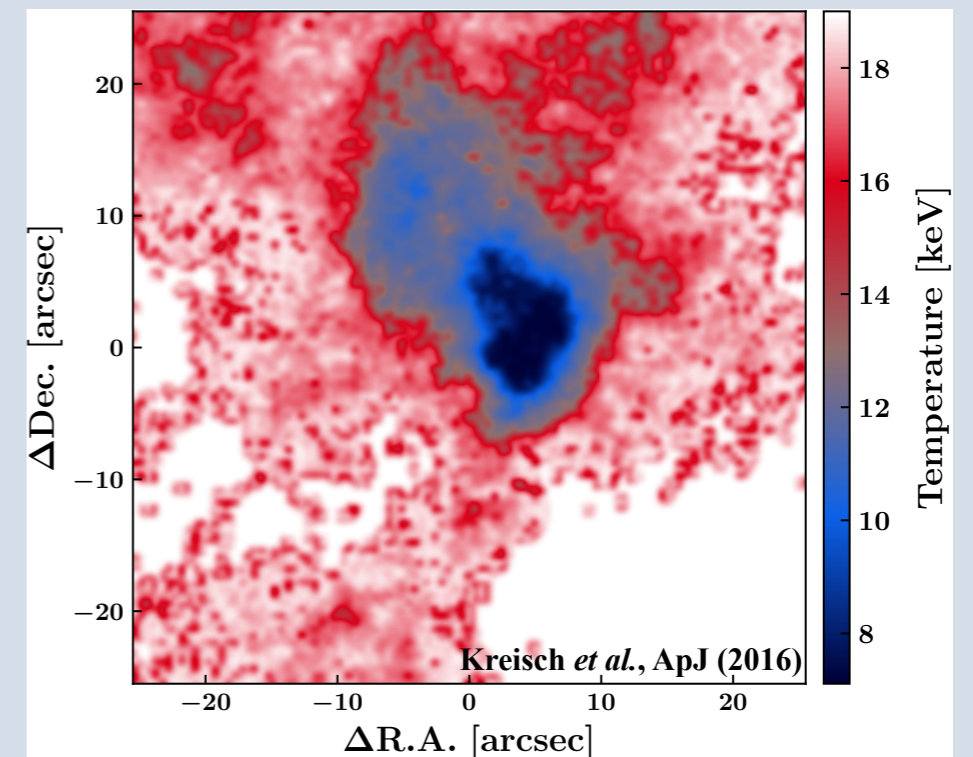 20
10
0
−10
−20
ΔDec. [arcsec]
−20 −10 0 10 20
ΔR.A. [arcsec]
Kreisch et al., ApJ (2016)
18
16
14
12
10
8
Temperature [keV]